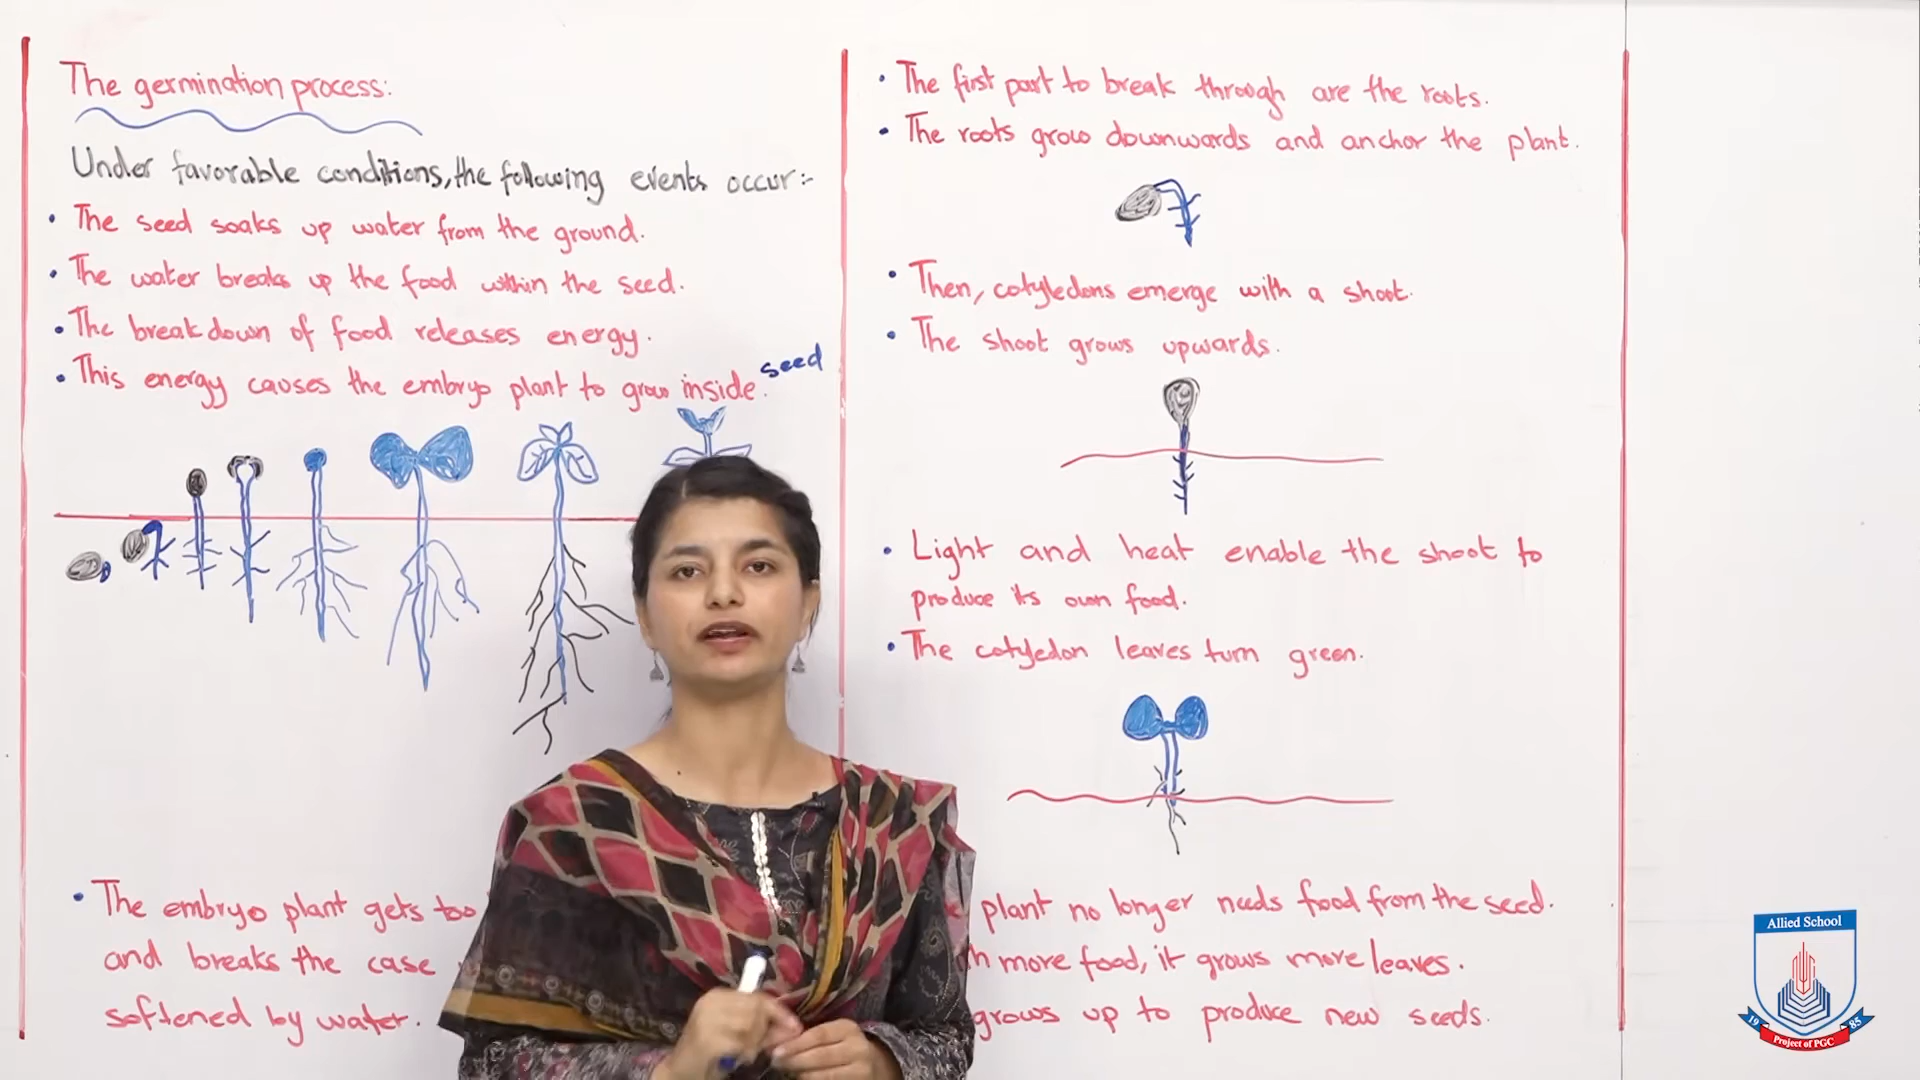 The germination process:
Under favorable conditions, the following events occur:-
• The seed soaks up water from the ground.
• The water breaks up the food within the seed.
• The breakdown of food releases energy.
• This energy causes the embryo plant to grow inside. seed
• The embryo plant gets too
and breaks the case
softened by water.
• The first part to break through are the roots.
• The roots grow downwards and anchor the plant.
• Then, cotyledons emerge with a shoot.
• The shoot grows upwards.
• Light and heat enable the shoot to
produce its own food.
• The cotyledon leaves turn green.
plant no longer needs food from the seed.
more food, it grows more leaves.
grows up to produce new seeds.
Allied School
19 85
Project of PGC